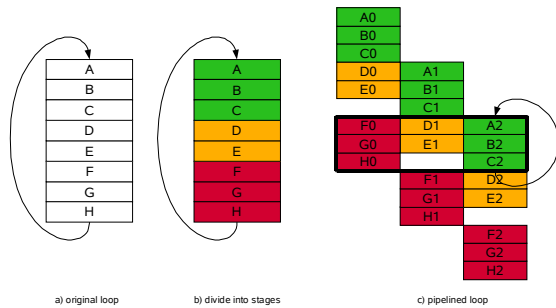 A
B
C
D
E
F
G
H
a) original loop
A
B
C
D
E
F
G
H
b) divide into stages
A0
B0
C0
D0 A1
E0 B1
C1
F0 D1 A2
G0 E1 B2
H0 C2
F1 D2
G1 E2
H1
F2
G2
H2
c) pipelined loop